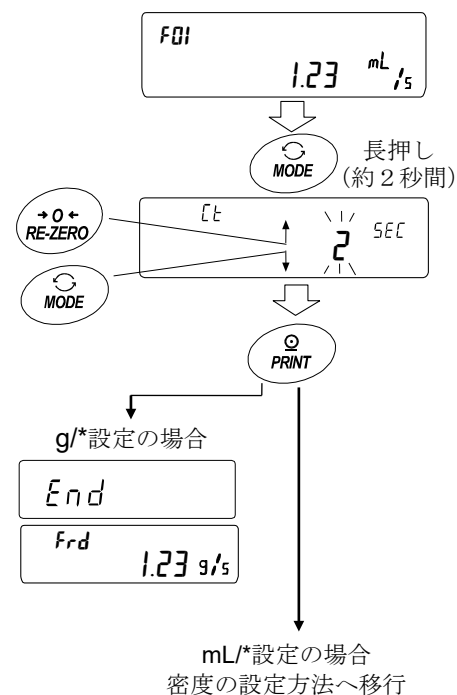 F01
1.23 mL/s
MODE
長押し
(約２秒間)
→0←
RE-ZERO
Ct
2 SEC
MODE
PRINT
g/*設定の場合
End
Frd
1.23 g/s
mL/*設定の場合
密度の設定方法へ移行